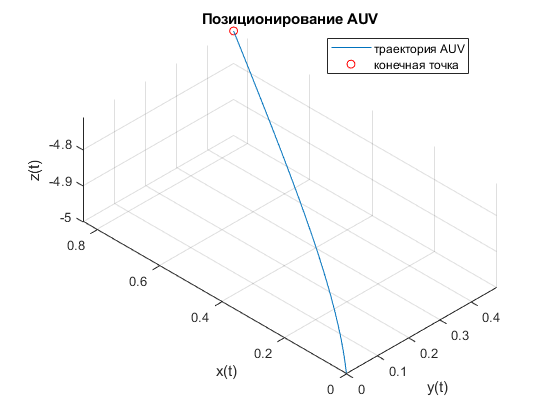 Позиционирование AUV
траектория AUV
конечная точка
-4.8
-4.9
-5
z(t)
0.8
0.6
0.4
0.2
0
x(t)
0
0.1
0.2
0.3
0.4
y(t)